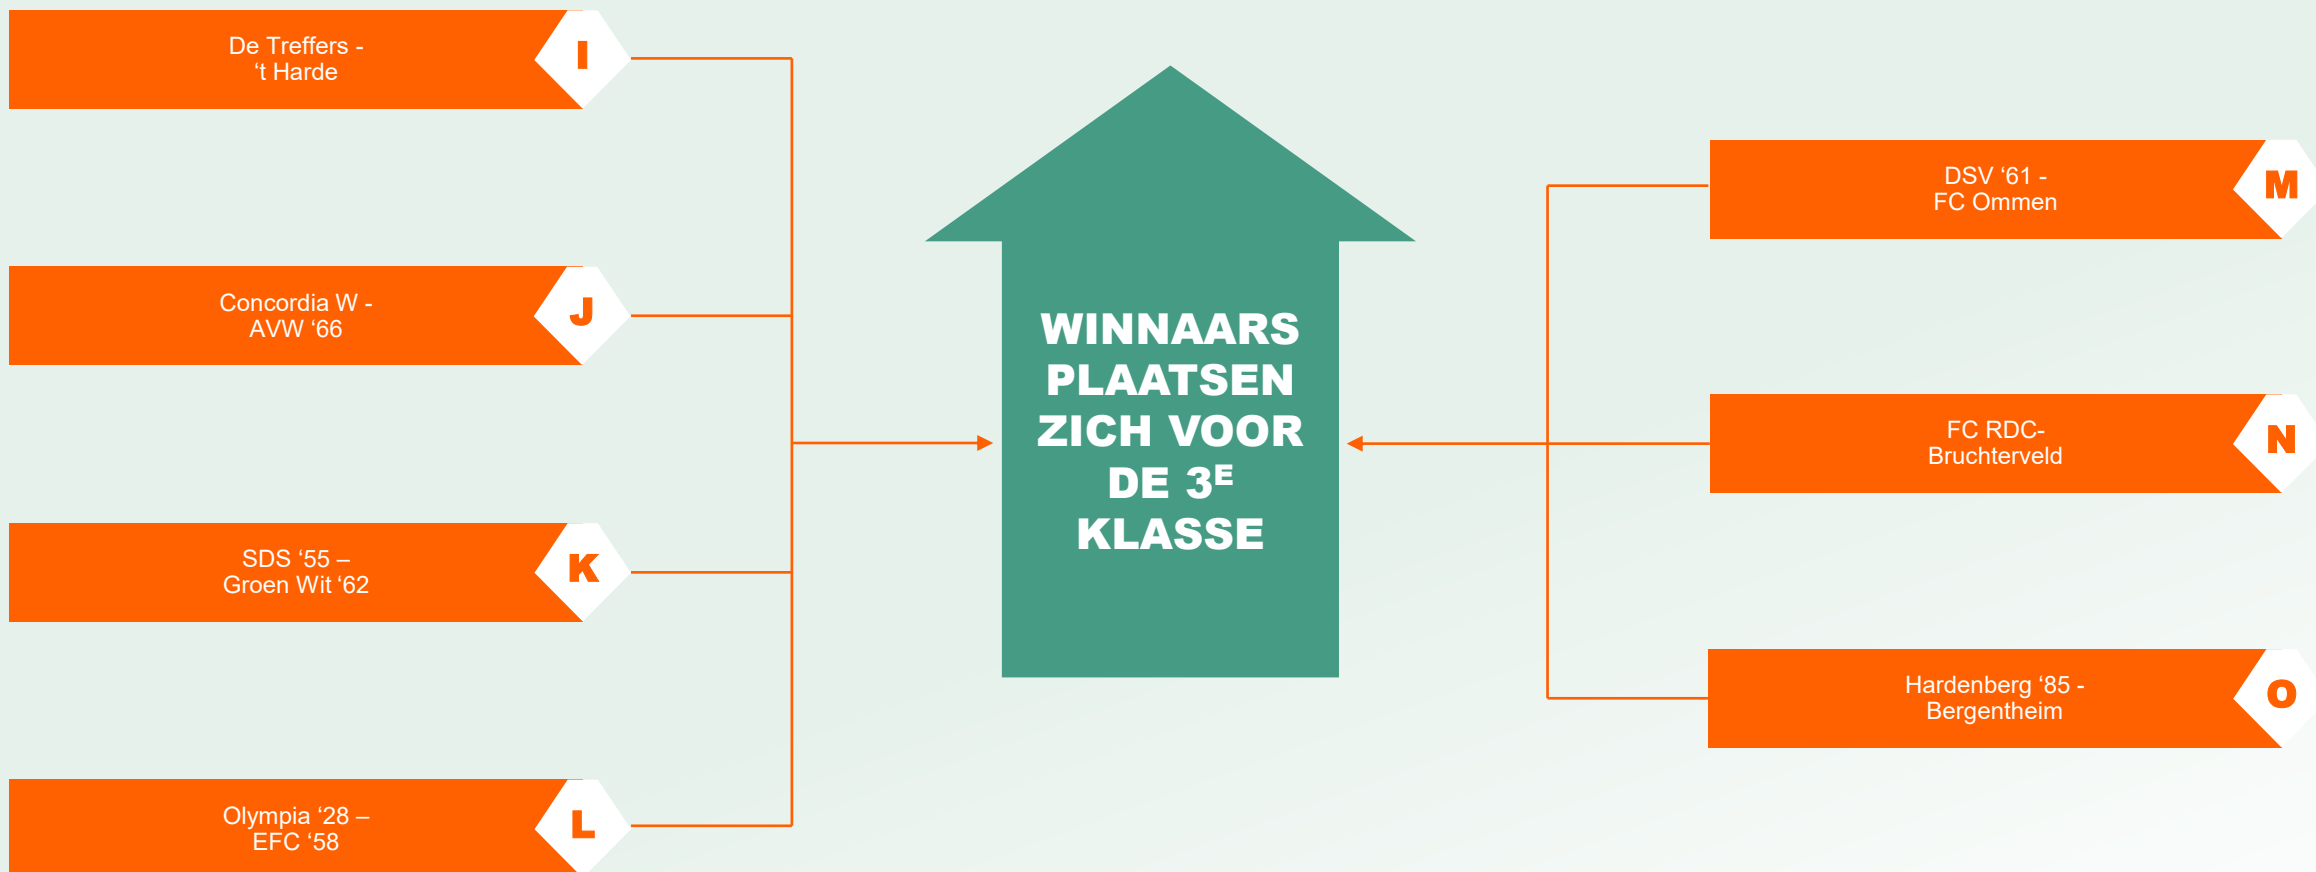 De Treffers -
‘t Harde
I
Concordia W -
AVW ‘66
J
SDS ‘55 –
Groen Wit ‘62
K
Olympia ‘28 –
EFC ‘58
L
WINNAARS
PLAATSEN
ZICH VOOR
DE 3E
KLASSE
DSV ‘61 -
FC Ommen
M
FC RDC-
Bruchterveld
N
Hardenberg ‘85 -
Bergentheim
O